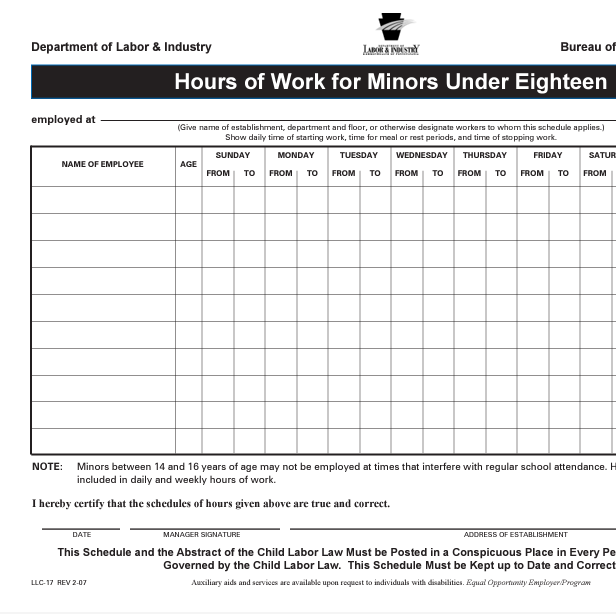 Department of Labor & Industry
LABOR & INDUSTRY
Bureau of
Hours of Work for Minors Under Eighteen
employed at
(Give name of establishment, department and floor, or otherwise designate workers to whom this schedule applies.)
Show daily time of starting work, time for meal or rest periods, and time of stopping work.
NAME OF EMPLOYEE AGE SUNDAY MONDAY TUESDAY WEDNESDAY THURSDAY FRIDAY SATUR
FROM TO FROM TO FROM TO FROM TO FROM TO FROM TO FROM
NOTE: Minors between 14 and 16 years of age may not be employed at times that interfere with regular school attendance. H
included in daily and weekly hours of work.
I hereby certify that the schedules of hours given above are true and correct.
DATE MANAGER SIGNATURE ADDRESS OF ESTABLISHMENT
This Schedule and the Abstract of the Child Labor Law Must be Posted in a Conspicuous Place in Every Pe
Governed by the Child Labor Law. This Schedule Must be Kept up to Date and Correct
LLC-17 REV 2-07 Auxiliary aids and services are available upon request to individuals with disabilities. Equal Opportunity Employer/Program